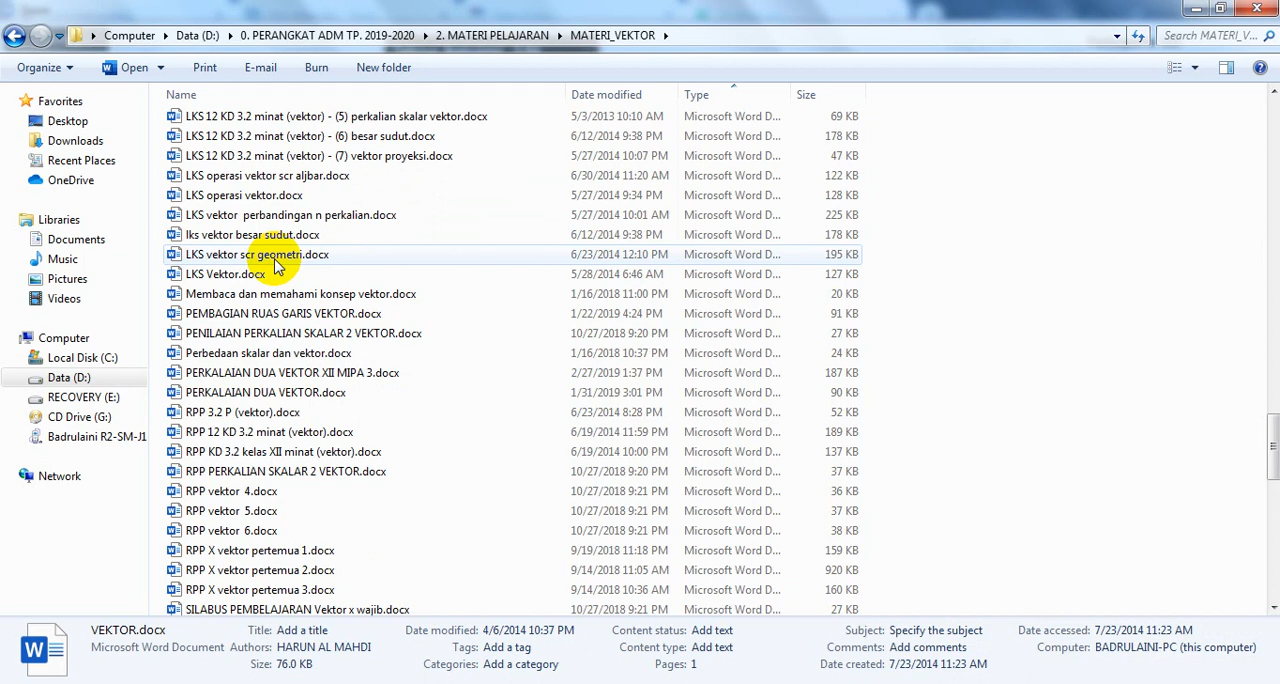 Computer Data (D:) 0. PERANGKAT ADM TP. 2019-2020 2. MATERI PELAJARAN MATERI_VEKTOR Search MATERI_V...
Organize Open Print E-mail Burn New folder
Favorites
Desktop
Downloads
Recent Places
OneDrive
Libraries
Documents
Music
Pictures
Videos
Computer
Local Disk (C:)
Data (D:)
RECOVERY (E:)
CD Drive (G:)
Badrulaini R2-SM-J1
Network
Name Date modified Type Size
LKS 12 KD 3.2 minat (vektor) - (5) perkalian skalar vektor.docx 5/3/2013 10:10 AM Microsoft Word D... 69 KB
LKS 12 KD 3.2 minat (vektor) - (6) besar sudut.docx 6/12/2014 9:38 PM Microsoft Word D... 178 KB
LKS 12 KD 3.2 minat (vektor) - (7) vektor proyeksi.docx 5/27/2014 10:07 PM Microsoft Word D... 47 KB
LKS operasi vektor scr aljbar.docx 6/30/2014 11:20 AM Microsoft Word D... 122 KB
LKS operasi vektor.docx 5/27/2014 9:34 PM Microsoft Word D... 128 KB
LKS vektor perbandingan n perkalian.docx 5/27/2014 10:01 AM Microsoft Word D... 225 KB
lks vektor besar sudut.docx 6/12/2014 9:38 PM Microsoft Word D... 178 KB
LKS vektor scr geometri.docx 6/23/2014 12:10 PM Microsoft Word D... 195 KB
LKS Vektor.docx 5/28/2014 6:46 AM Microsoft Word D... 127 KB
Membaca dan memahami konsep vektor.docx 1/16/2018 11:00 PM Microsoft Word D... 20 KB
PEMBAGIAN RUAS GARIS VEKTOR.docx 1/22/2019 4:24 PM Microsoft Word D... 91 KB
PENILAIAN PERKALIAN SKALAR 2 VEKTOR.docx 10/27/2018 9:20 PM Microsoft Word D... 27 KB
Perbedaan skalar dan vektor.docx 1/16/2018 10:37 PM Microsoft Word D... 24 KB
PERKALAIAN DUA VEKTOR XII MIPA 3.docx 2/27/2019 1:37 PM Microsoft Word D... 187 KB
PERKALAIAN DUA VEKTOR.docx 1/31/2019 3:01 PM Microsoft Word D... 90 KB
RPP 3.2 P (vektor).docx 6/23/2014 8:28 PM Microsoft Word D... 52 KB
RPP 12 KD 3.2 minat (vektor).docx 6/19/2014 11:59 PM Microsoft Word D... 189 KB
RPP KD 3.2 kelas XII minat (vektor).docx 6/19/2014 10:00 PM Microsoft Word D... 137 KB
RPP PERKALIAN SKALAR 2 VEKTOR.docx 10/27/2018 9:20 PM Microsoft Word D... 37 KB
RPP vektor 4.docx 10/27/2018 9:21 PM Microsoft Word D... 36 KB
RPP vektor 5.docx 10/27/2018 9:21 PM Microsoft Word D... 37 KB
RPP vektor 6.docx 10/27/2018 9:21 PM Microsoft Word D... 38 KB
RPP X vektor pertemua 1.docx 9/19/2018 11:18 PM Microsoft Word D... 159 KB
RPP X vektor pertemua 2.docx 9/14/2018 11:05 AM Microsoft Word D... 920 KB
RPP X vektor pertemua 3.docx 9/14/2018 10:36 AM Microsoft Word D... 160 KB
SILABUS PEMBELAJARAN Vektor x wajib.docx 10/27/2018 9:21 PM Microsoft Word D... 27 KB
VEKTOR.docx Title: Add a title Date modified: 4/6/2014 10:37 PM Content status: Add text Subject: Specify the subject Date accessed: 7/23/2014 11:23 AM
Microsoft Word Document Authors: HARUN AL MAHDI Tags: Add a tag Content type: Add text Comments: Add comments Computer: BADRULAINI-PC (this computer)
Size: 76.0 KB Categories: Add a category Pages: 1 Date created: 7/23/2014 11:23 AM